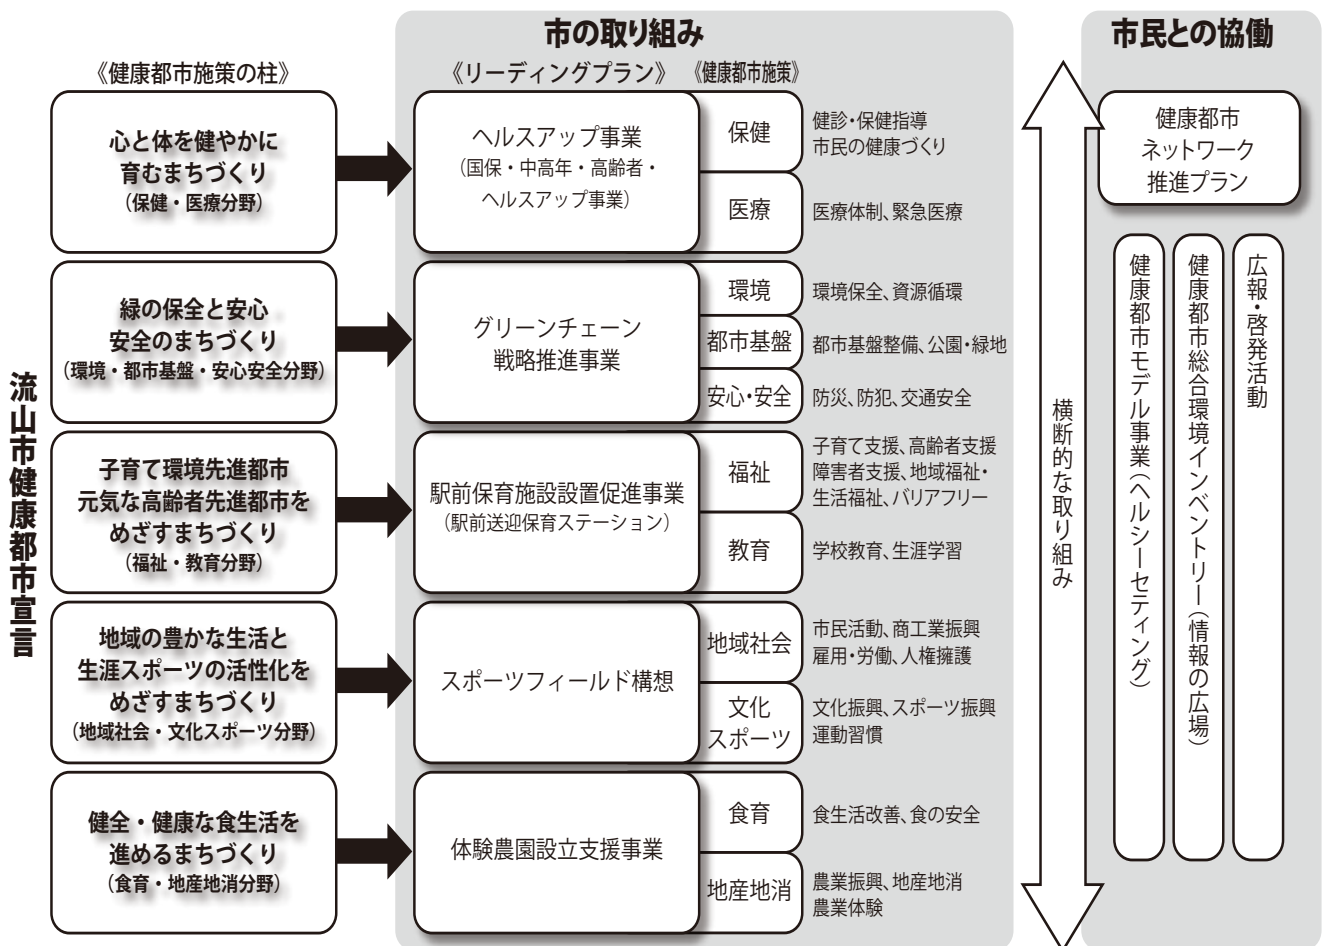 市の取り組み
市民との協働
《健康都市施策の柱》
《リーディングプラン》
《健康都市施策》
流山市健康都市宣言
心と体を健やかに
育むまちづくり
（保健・医療分野）
ヘルスアップ事業
（国保・中高年・高齢者・
ヘルスアップ事業）
保健
健診・保健指導
市民の健康づくり
医療
医療体制、緊急医療
緑の保全と安心
安全のまちづくり
（環境・都市基盤・安心安全分野）
グリーンチェーン
戦略推進事業
環境
環境保全、資源循環
都市基盤
都市基盤整備、公園・緑地
安心・安全
防災、防犯、交通安全
子育て環境先進都市
元気な高齢者先進都市を
めざすまちづくり
（福祉・教育分野）
駅前保育施設設置促進事業
（駅前送迎保育ステーション）
福祉
子育て支援、高齢者支援
障害者支援、地域福祉・
生活福祉、バリアフリー
教育
学校教育、生涯学習
地域の豊かな生活と
生涯スポーツの活性化を
めざすまちづくり
（地域社会・文化スポーツ分野）
スポーツフィールド構想
地域社会
市民活動、商工業振興
雇用・労働、人権擁護
文化
スポーツ
文化振興、スポーツ振興
運動習慣
健全・健康な食生活を
進めるまちづくり
（食育・地産地消分野）
体験農園設立支援事業
食育
食生活改善、食の安全
地産地消
農業振興、地産地消
農業体験
横断的な取り組み
健康都市
ネットワーク
推進プラン
健康都市モデル事業（ヘルシーセティング）
健康都市総合環境インベントリー（情報の広場）
広報・啓発活動